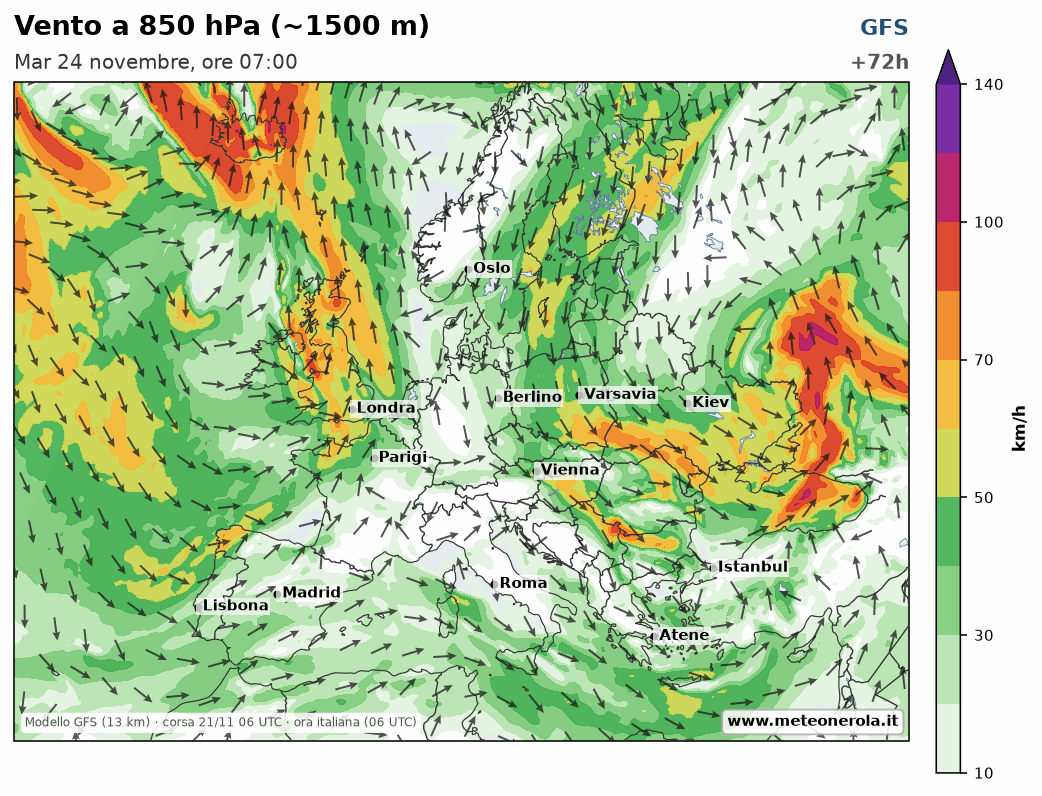 Vento a 850 hPa (~1500 m)
GFS
Mar 24 novembre, ore 07:00
+72h
140
100
70
50
30
10
km/h
Oslo
Berlino
Varsavia
Kiev
Londra
Parigi
Vienna
Istanbul
Roma
Madrid
Lisbona
Atene
Modello GFS (13 km) · corsa 21/11 06 UTC · ora italiana (06 UTC)
www.meteonerola.it